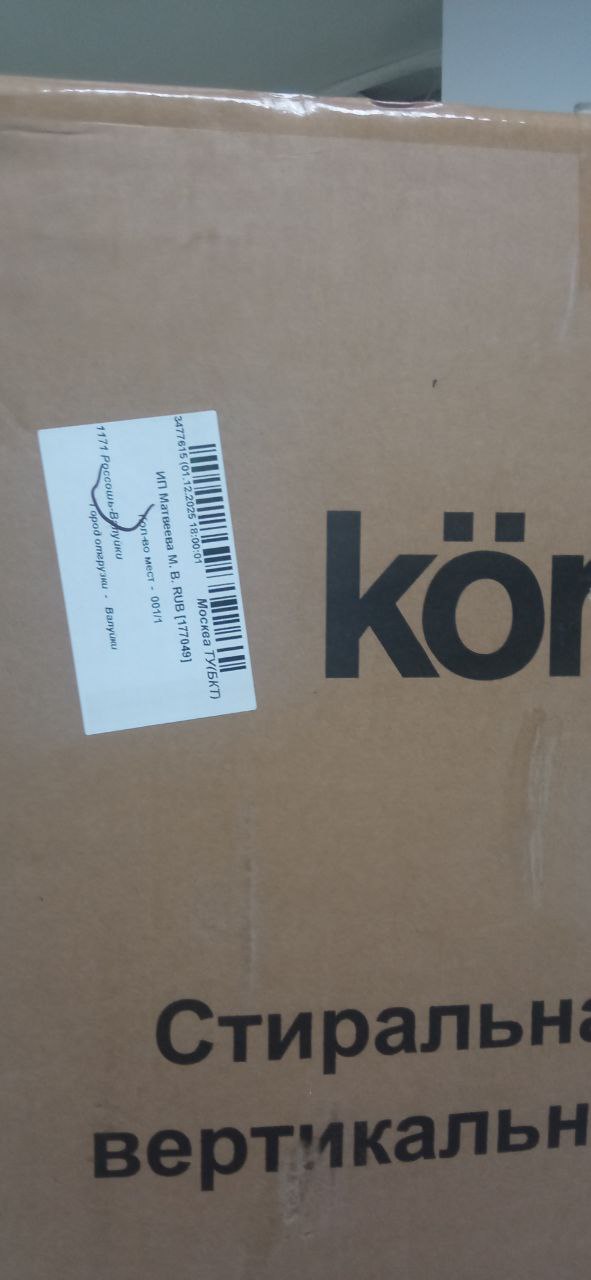 3477615 (01.12.2025 18:00:01
Москва ТУ(БКТ)
ИП Матвеева М. В. RUB [177049]
Кол-во мест - 001/1
1171 Россошь-Валуйки
Город отгрузки - Валуйки
kör
Стиральна
вертикальн